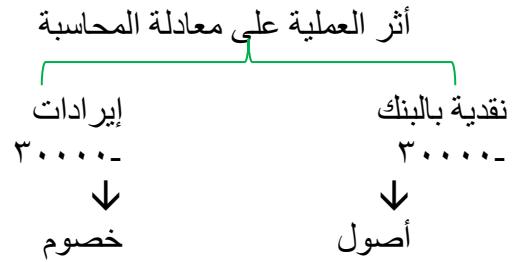 أثر العملية على معادلة المحاسبة
نقدية بالبنك إيرادات
-٣٠٠٠٠ -٣٠٠٠٠
أصول خصوم